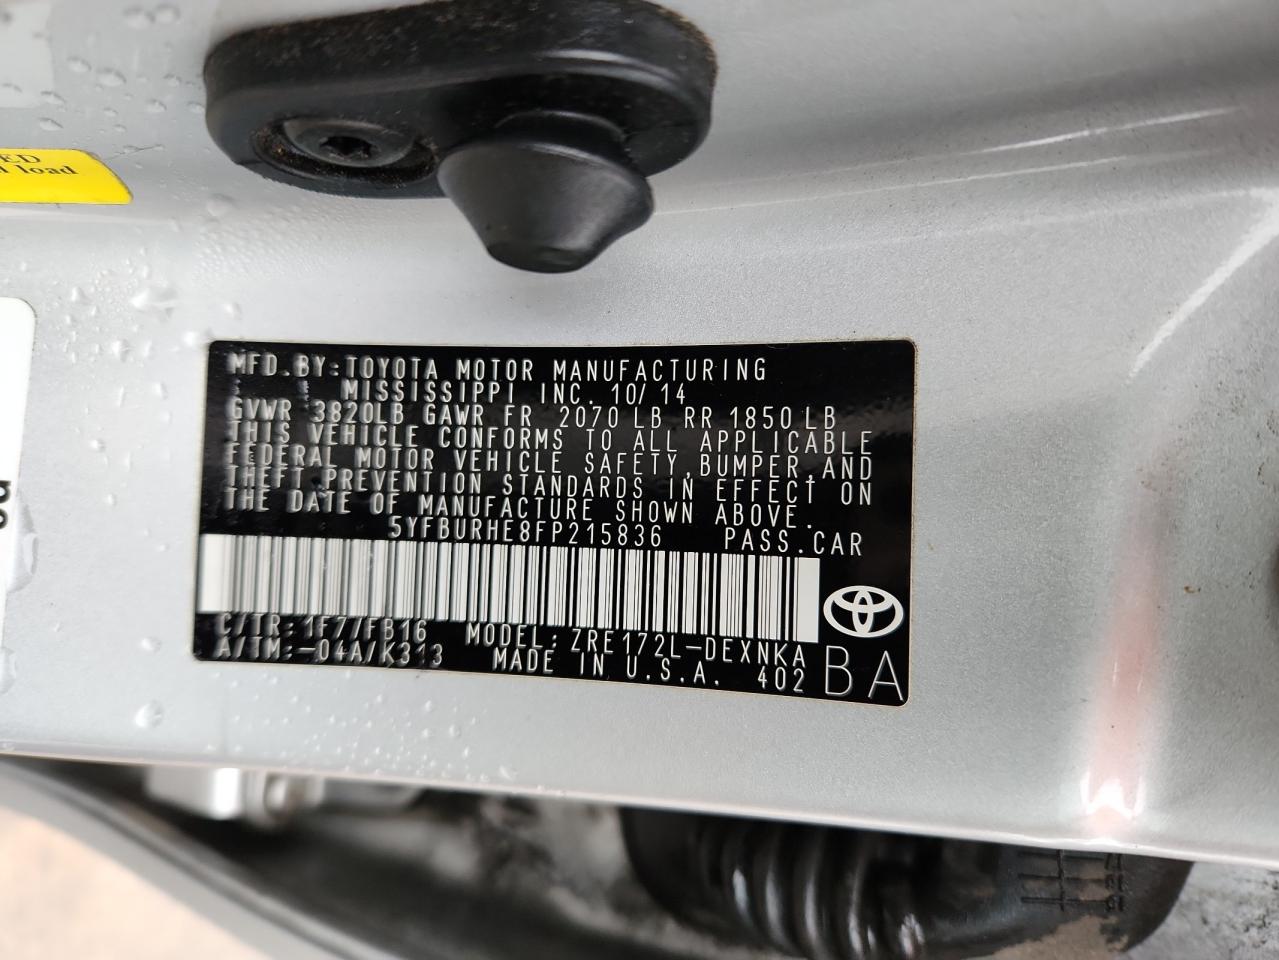 ED
load
MFD.BY:TOYOTA MOTOR MANUFACTURING
MISSISSIPPI INC. 10/14
GVWR 3820LB GAWR FR 2070 LB RR 1850 LB
THIS VEHICLE CONFORMS TO ALL APPLICABLE
FEDERAL MOTOR VEHICLE SAFETY,BUMPER,AND
THEFT PREVENTION STANDARDS IN EFFECT ON
THE DATE OF MANUFACTURE SHOWN ABOVE.
5YFBURHE8FP215836 PASS.CAR
C/TR:1F7/FB16 MODEL:ZRE172L-DEXNKA
A/TM:-04A/K313 MADE IN U.S.A. 402 BA